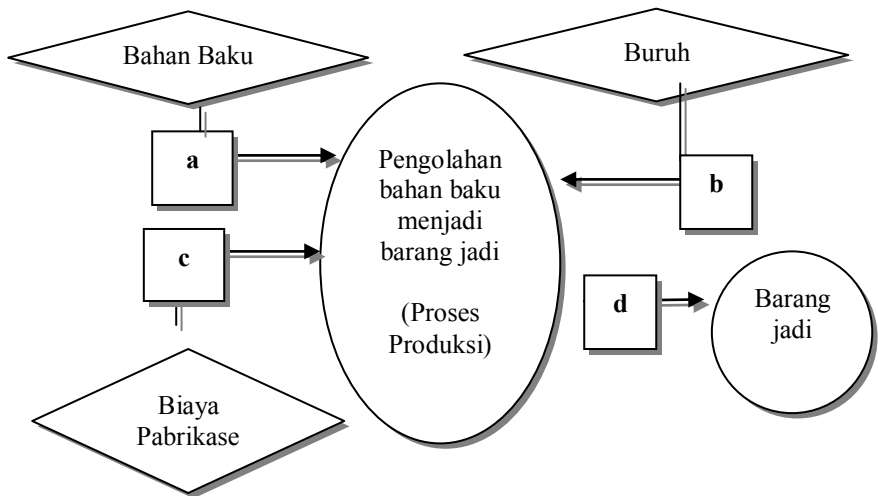 Bahan Baku
Buruh
a
Pengolahan
bahan baku
menjadi
barang jadi
(Proses
Produksi)
b
c
d
Barang
jadi
Biaya
Pabrikase